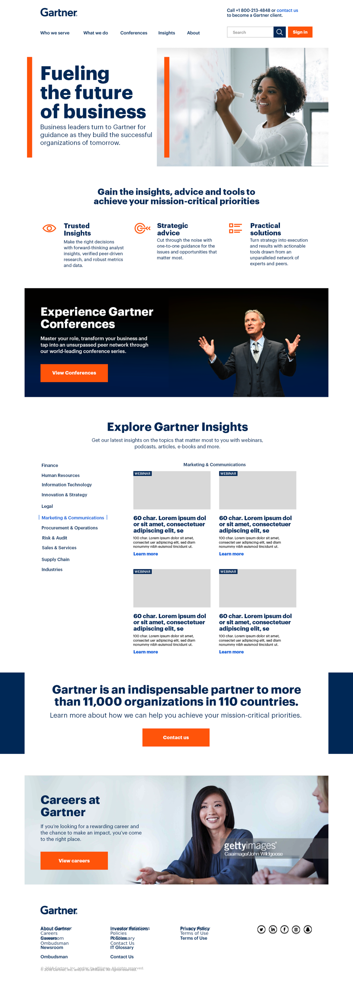 Gartner
Call +1 800-213-4848 or contact us
to become a Gartner client.
Who we serve
What we do
Conferences
Insights
About
Search
Sign in
Fueling
the future
of business
Business leaders turn to Gartner for
guidance as they build the successful
organizations of tomorrow.
Gain the insights, advice and tools to
achieve your mission-critical priorities
Trusted
Insights
Make the right decisions
with forward-thinking analyst
insights, verified peer-driven
research, and robust metrics
and data.
Strategic
advice
Cut through the noise with
one-to-one guidance for the
issues and opportunities that
matter most.
Practical
solutions
Turn strategy into execution
and results with actionable
tools drawn from an
unparalleled network of
experts and peers.
Experience Gartner
Conferences
Master your role, transform your business and
tap into an unsurpassed peer network through
our world-leading conference series.
View Conferences
Explore Gartner Insights
Get our latest insights on the topics that matter most to you with webinars,
podcasts, articles, e-books and more.
Finance
Human Resources
Information Technology
Innovation & Strategy
Legal
Marketing & Communications
Procurement & Operations
Risk & Audit
Sales & Services
Supply Chain
Industries
Marketing & Communications
WEBINAR
60 char. Lorem ipsum dol
or sit amet, consectetuer
adipiscing elit, se
100 char. Lorem ipsum dolor sit amet,
consectet uer adipiscing elit, sed diam
nonummy nibh euismod tincidunt ut.
Learn more
WEBINAR
60 char. Lorem ipsum dol
or sit amet, consectetuer
adipiscing elit, se
100 char. Lorem ipsum dolor sit amet,
consectet uer adipiscing elit, sed diam
nonummy nibh euismod tincidunt ut.
Learn more
WEBINAR
60 char. Lorem ipsum dol
or sit amet, consectetuer
adipiscing elit, se
100 char. Lorem ipsum dolor sit amet,
consectet uer adipiscing elit, sed diam
nonummy nibh euismod tincidunt ut.
Learn more
WEBINAR
60 char. Lorem ipsum dol
or sit amet, consectetuer
adipiscing elit, se
100 char. Lorem ipsum dolor sit amet,
consectet uer adipiscing elit, sed diam
nonummy nibh euismod tincidunt ut.
Learn more
Gartner is an indispensable partner to more
than 11,000 organizations in 110 countries.
Learn more about how we can help you achieve your mission-critical priorities.
Contact us
Careers at
Gartner
If you're looking for a rewarding career and
the chance to make an impact, you've come
to the right place.
View careers
gettyimages®
Caiaimage/John Wildgoose
Gartner
About Gartner
About Gartner
Careers
Careers
Newsroom
Ombudsman
Newsroom
Ombudsman
Investor Relations
Investor Relations
Policies
Policies
IT Glossary
Contact Us
IT Glossary
Contact Us
Privacy Policy
Privacy Policy
Terms of Use
Terms of Use
© 2018 Gartner, Inc. and/or its affiliates. All rights reserved.
© 2018 Gartner, Inc. and/or its affiliates. All rights reserved.